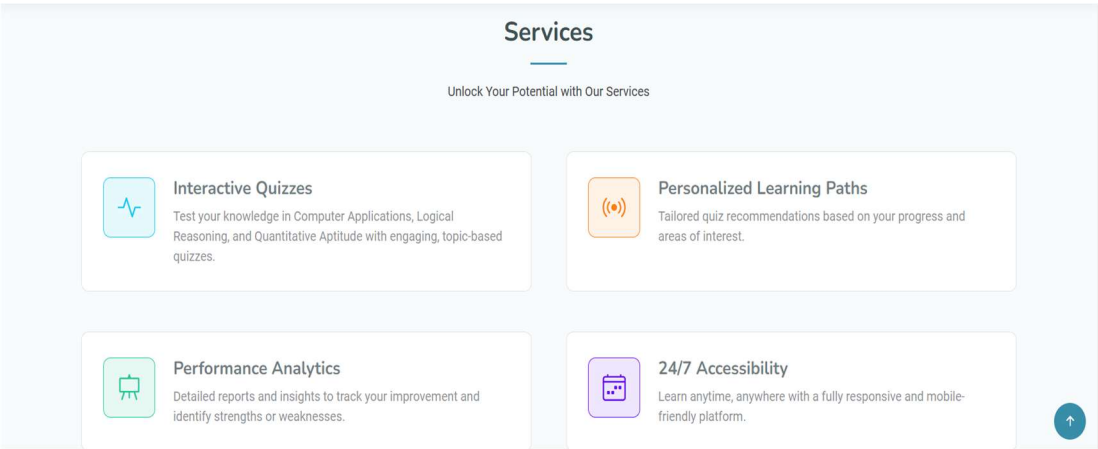 Services
Unlock Your Potential with Our Services
Interactive Quizzes
Test your knowledge in Computer Applications, Logical
Reasoning, and Quantitative Aptitude with engaging, topic-based
quizzes.
Personalized Learning Paths
Tailored quiz recommendations based on your progress and
areas of interest.
Performance Analytics
Detailed reports and insights to track your improvement and
identify strengths or weaknesses.
24/7 Accessibility
Learn anytime, anywhere with a fully responsive and mobile-
friendly platform.